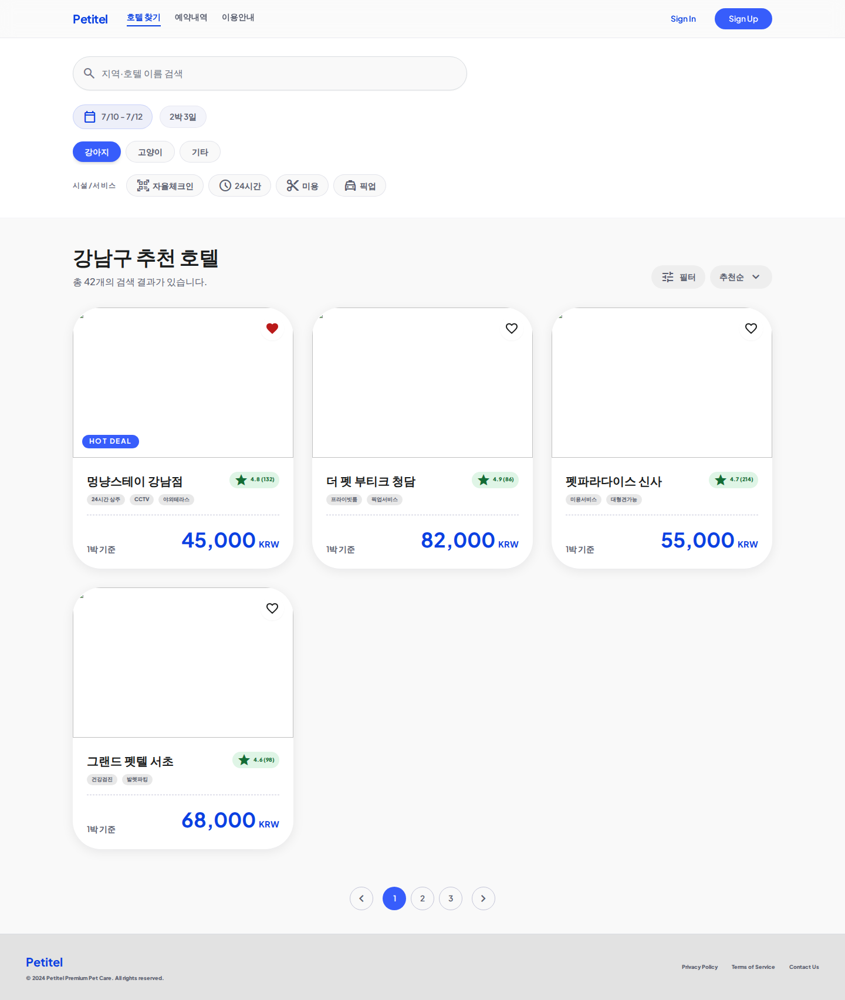 Petitel 호텔 찾기 예약내역 이용안내 Sign In Sign Up
지역·호텔 이름 검색
7/10 - 7/12 2박 3일
강아지 고양이 기타
시설/서비스 자율체크인 24시간 미용 픽업
강남구 추천 호텔
총 42개의 검색 결과가 있습니다.
필터 추천순
HOT DEAL
멍냥스테이 강남점 4.8 (132)
24시간 상주 CCTV 야외테라스
1박 기준 45,000 KRW
더 펫 부티크 청담 4.9 (86)
프라이빗룸 픽업서비스
1박 기준 82,000 KRW
펫파라다이스 신사 4.7 (214)
미용서비스 대형견가능
1박 기준 55,000 KRW
그랜드 펫텔 서초 4.6 (98)
건강검진 발렛파킹
1박 기준 68,000 KRW
1 2 3
Petitel
© 2024 Petitel Premium Pet Care. All rights reserved.
Privacy Policy Terms of Service Contact Us